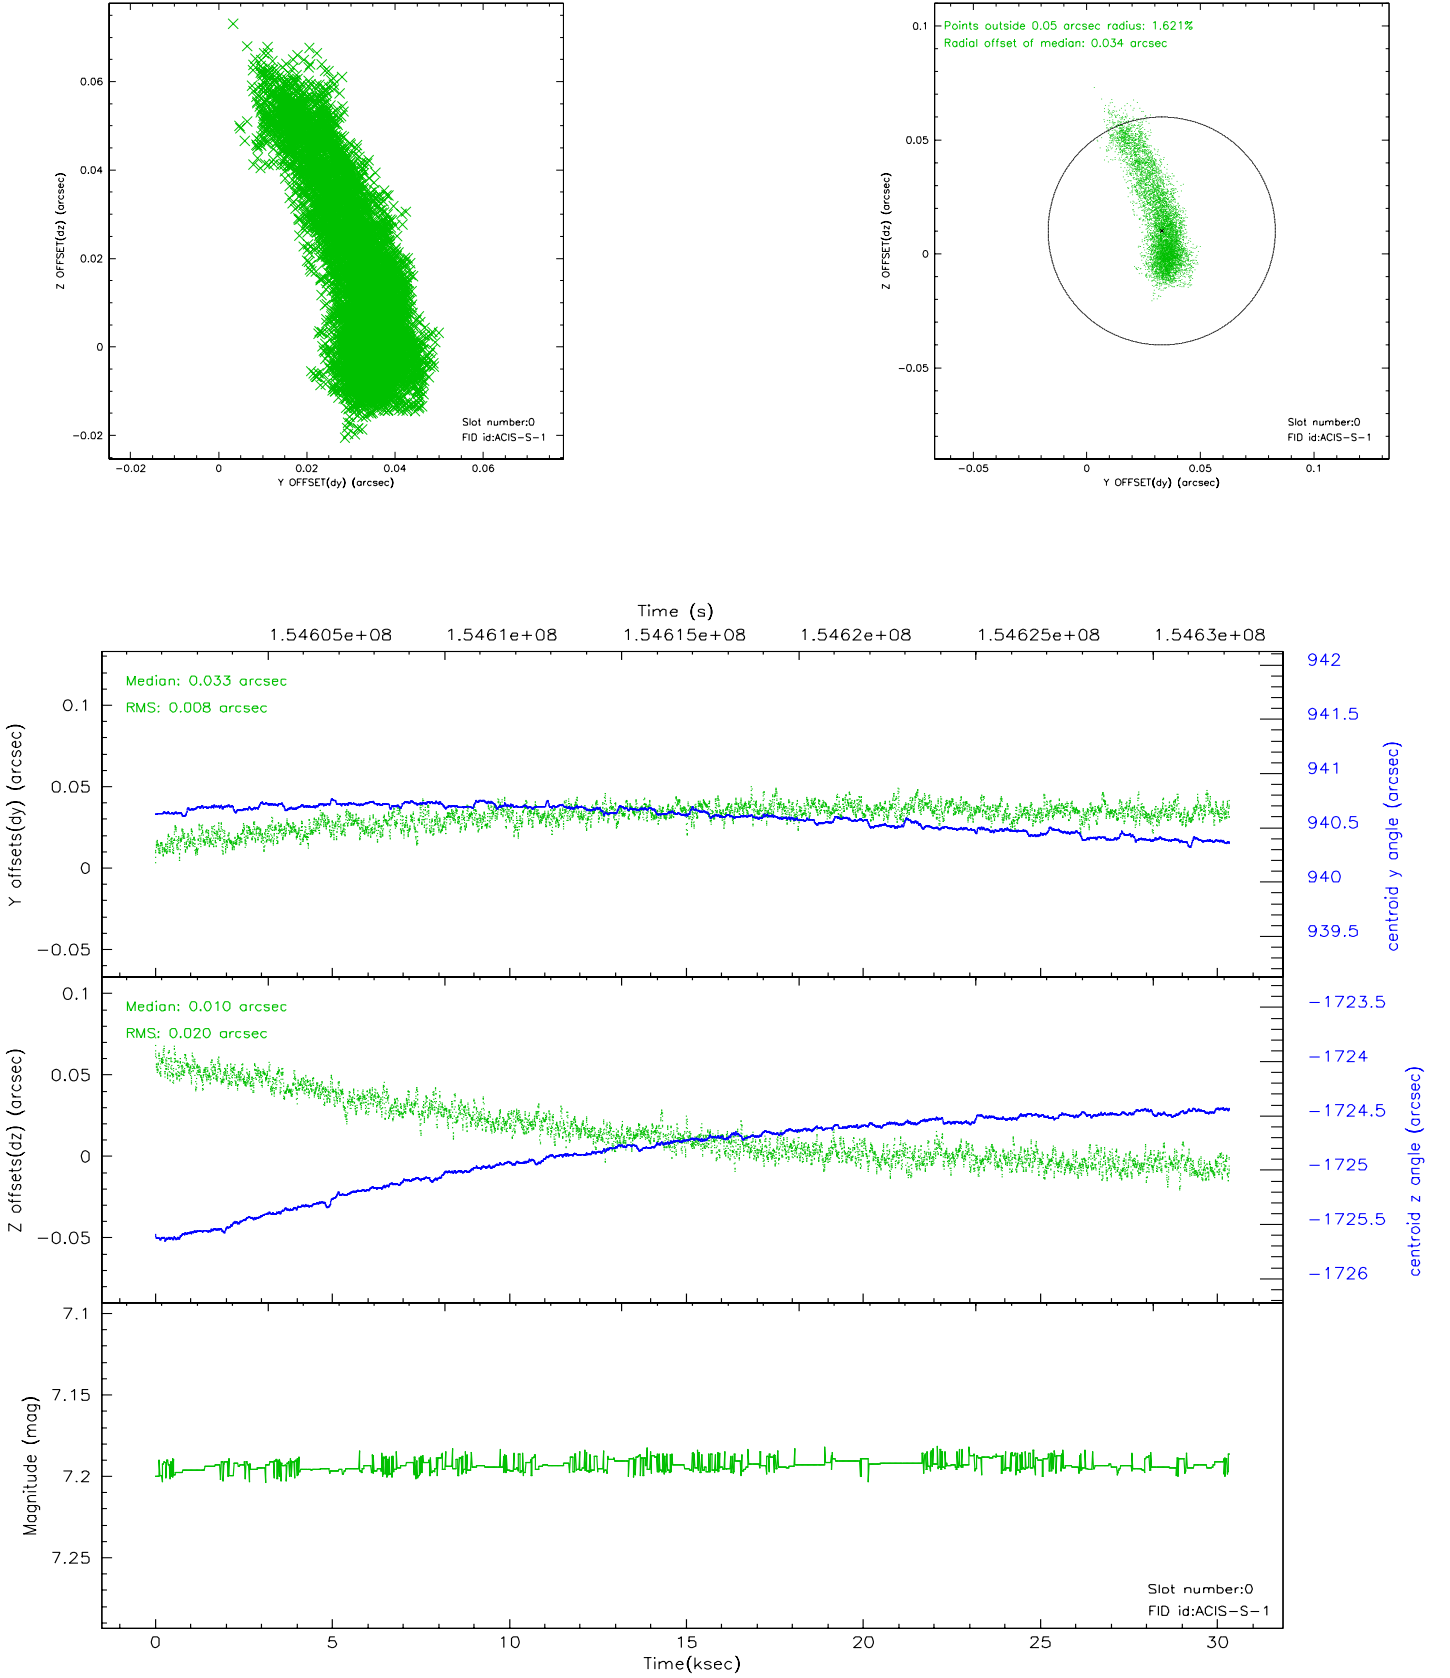 0.06
0.04
0.02
0
−0.02
Z OFFSET(dz) (arcsec)
Slot number:0
FID id:ACIS−S−1
−0.02 0 0.02 0.04 0.06
Y OFFSET(dy) (arcsec)
Points outside 0.05 arcsec radius: 1.621%
Radial offset of median: 0.034 arcsec
0.1
0.05
0
−0.05
Z OFFSET(dz) (arcsec)
Slot number:0
FID id:ACIS−S−1
−0.05 0 0.05 0.1
Y OFFSET(dy) (arcsec)
Time (s)
1.54605e+08 1.5461e+08 1.54615e+08 1.5462e+08 1.54625e+08 1.5463e+08
Median: 0.033 arcsec
RMS: 0.008 arcsec
0.1
0.05
0
−0.05
Y offsets(dy) (arcsec)
942
941.5
941
940.5
940
939.5
centroid y angle (arcsec)
Median: 0.010 arcsec
RMS: 0.020 arcsec
0.1
0.05
0
−0.05
Z offsets(dz) (arcsec)
−1723.5
−1724
−1724.5
−1725
−1725.5
−1726
centroid z angle (arcsec)
7.1
7.15
7.2
7.25
Magnitude (mag)
Slot number:0
FID id:ACIS−S−1
0 5 10 15 20 25 30
Time(ksec)